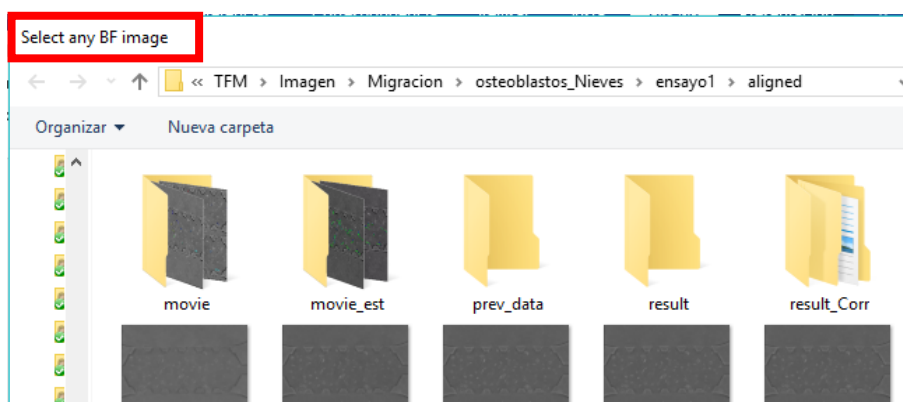 Select any BF image
« TFM > Imagen > Migracion > osteoblastos_Nieves > ensayo1 > aligned
Organizar Nueva carpeta
movie movie_est prev_data result result_Corr